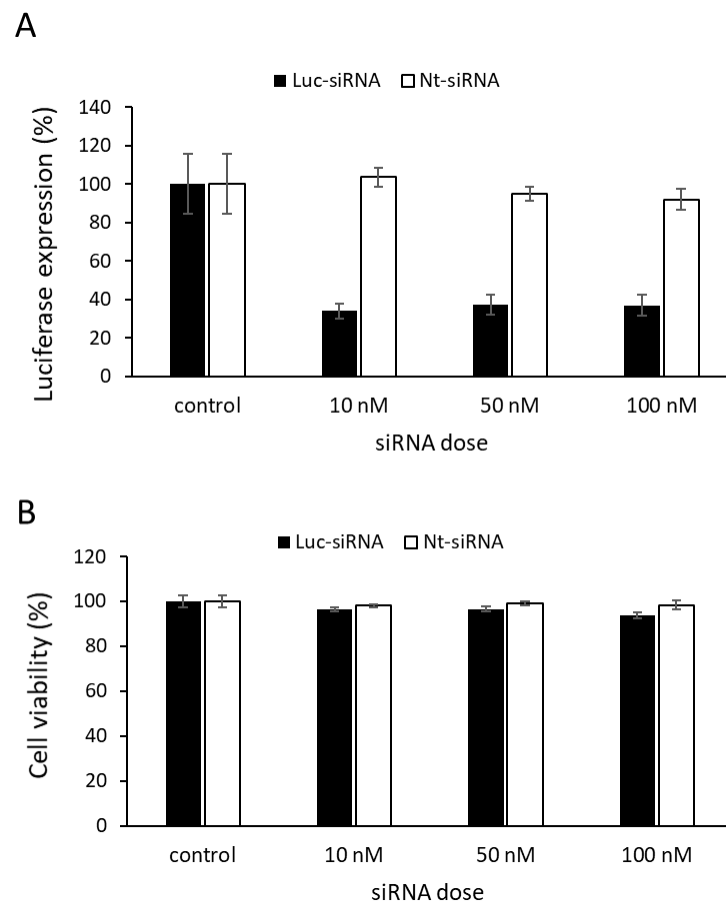 A
Luc-siRNA Nt-siRNA
Luciferase expression (%)
140
120
100
80
60
40
20
0
control 10 nM 50 nM 100 nM
siRNA dose
B
Luc-siRNA Nt-siRNA
Cell viability (%)
120
100
80
60
40
20
0
control 10 nM 50 nM 100 nM
siRNA dose